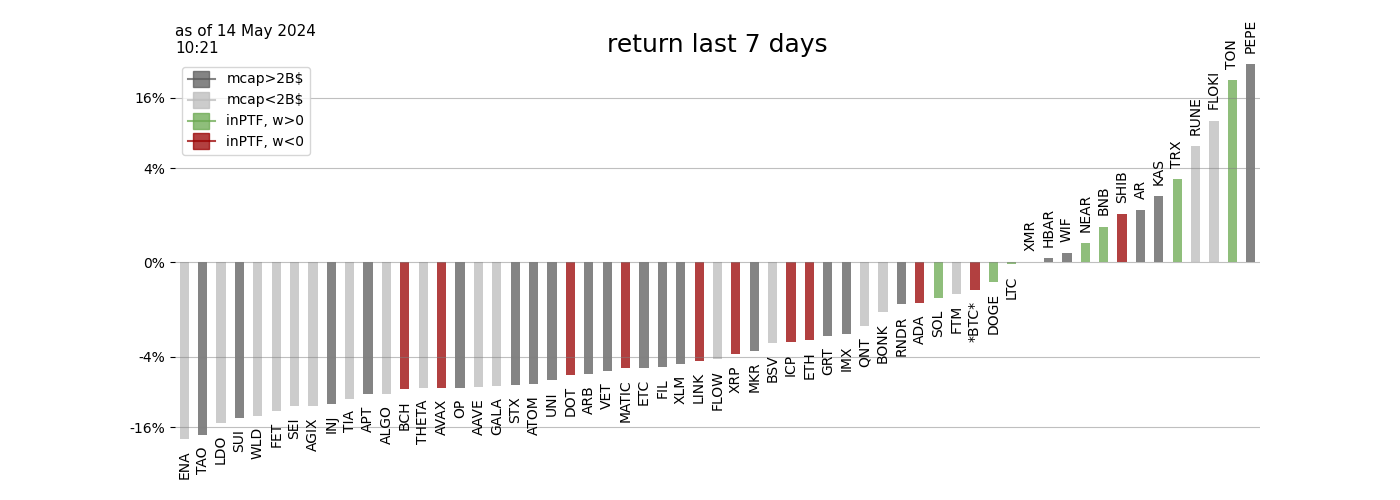 as of 14 May 2024
10:21
return last 7 days
mcap>2B$
mcap<2B$
inPTF, w>0
inPTF, w<0
16%
4%
0%
-4%
-16%
ENA
TAO
LDO
SUI
WLD
FET
SEI
AGIX
INJ
TIA
APT
ALGO
BCH
THETA
AVAX
OP
AAVE
GALA
STX
ATOM
UNI
DOT
ARB
VET
MATIC
ETC
FIL
XLM
LINK
FLOW
XRP
MKR
BSV
ICP
ETH
GRT
IMX
QNT
BONK
RNDR
ADA
SOL
FTM
*BTC*
DOGE
LTC
XMR
HBAR
WIF
NEAR
BNB
SHIB
AR
KAS
TRX
RUNE
FLOKI
TON
PEPE